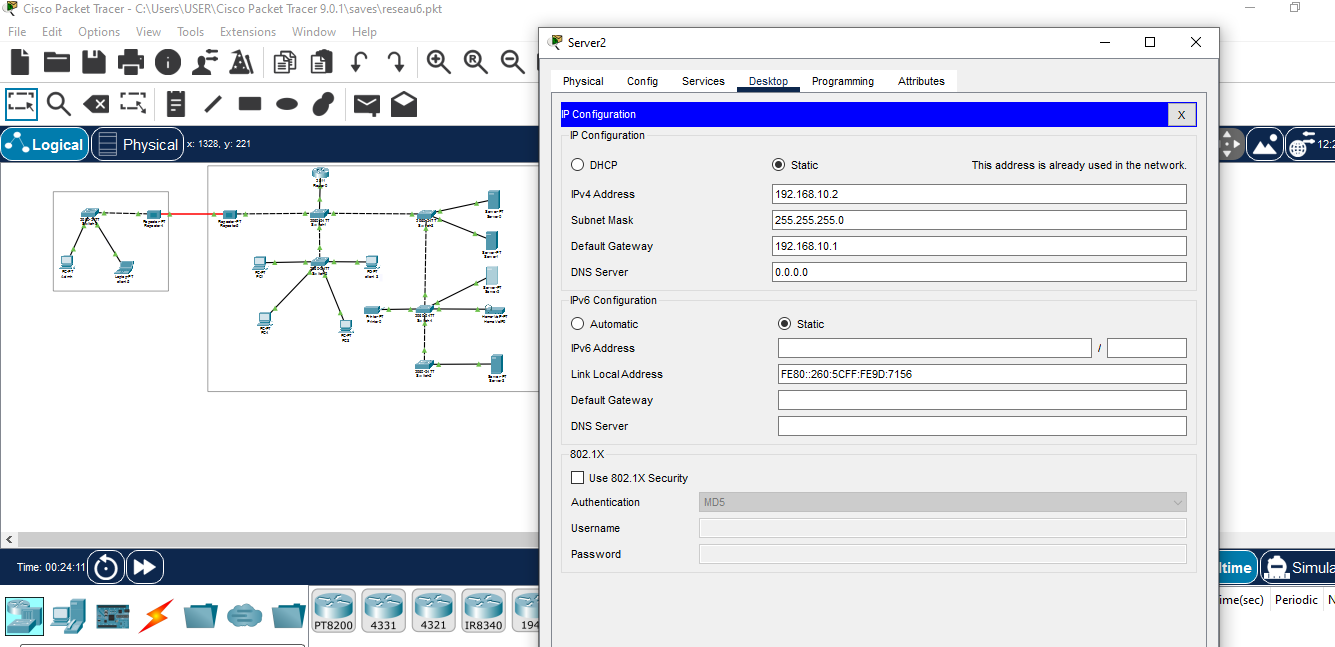 Cisco Packet Tracer - C:\Users\USER\Cisco Packet Tracer 9.0.1\saves\reseau6.pkt
File Edit Options View Tools Extensions Window Help
Logical Physical x: 1328, y: 221
Server2
Physical Config Services Desktop Programming Attributes
IP Configuration X
IP Configuration
DHCP Static This address is already used in the network.
IPv4 Address 192.168.10.2
Subnet Mask 255.255.255.0
Default Gateway 192.168.10.1
DNS Server 0.0.0.0
IPv6 Configuration
Automatic Static
IPv6 Address /
Link Local Address FE80::260:5CFF:FE9D:7156
Default Gateway
DNS Server
802.1X
Use 802.1X Security
Authentication MD5
Username
Password
Time: 00:24:11
PT8200 4331 4321 IR8340 194
12:2
ltime Simula
ime(sec) Periodic N